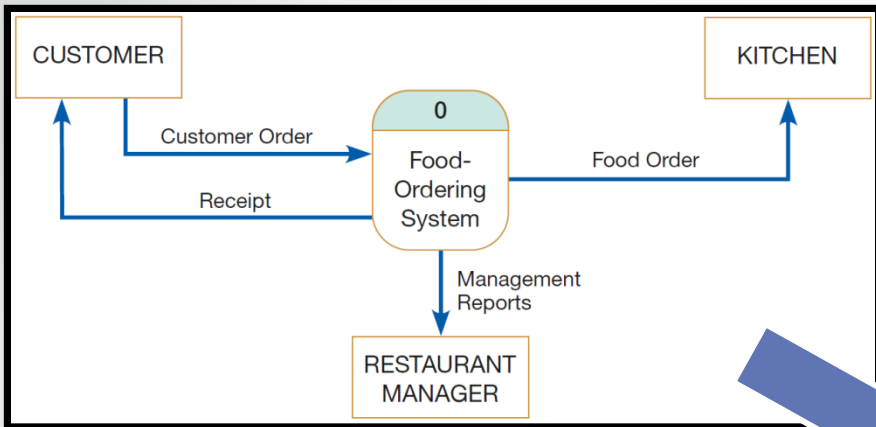 CUSTOMER
KITCHEN
0
Customer Order
Food-
Ordering
System
Food Order
Receipt
Management
Reports
RESTAURANT
MANAGER